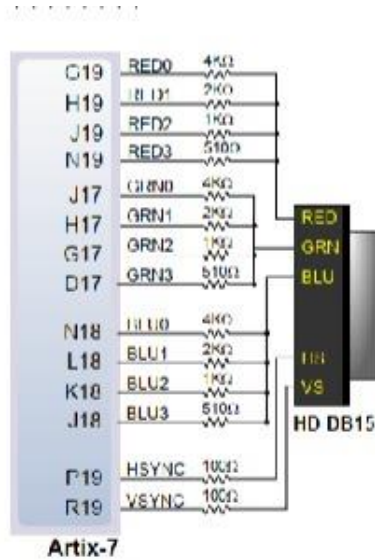 G19 RED0 4KΩ
H19 RED1 2KΩ
J19 RED2 1KΩ
N19 RED3 510Ω
J17 GRN0 4KΩ
H17 GRN1 2KΩ
G17 GRN2 1KΩ
D17 GRN3 510Ω
N18 BLU0 4KΩ
L18 BLU1 2KΩ
K18 BLU2 1KΩ
J18 BLU3 510Ω
P19 HSYNC 100Ω
R19 VSYNC 100Ω
RED
GRN
BLU
HS
VS
HD DB15
Artix-7